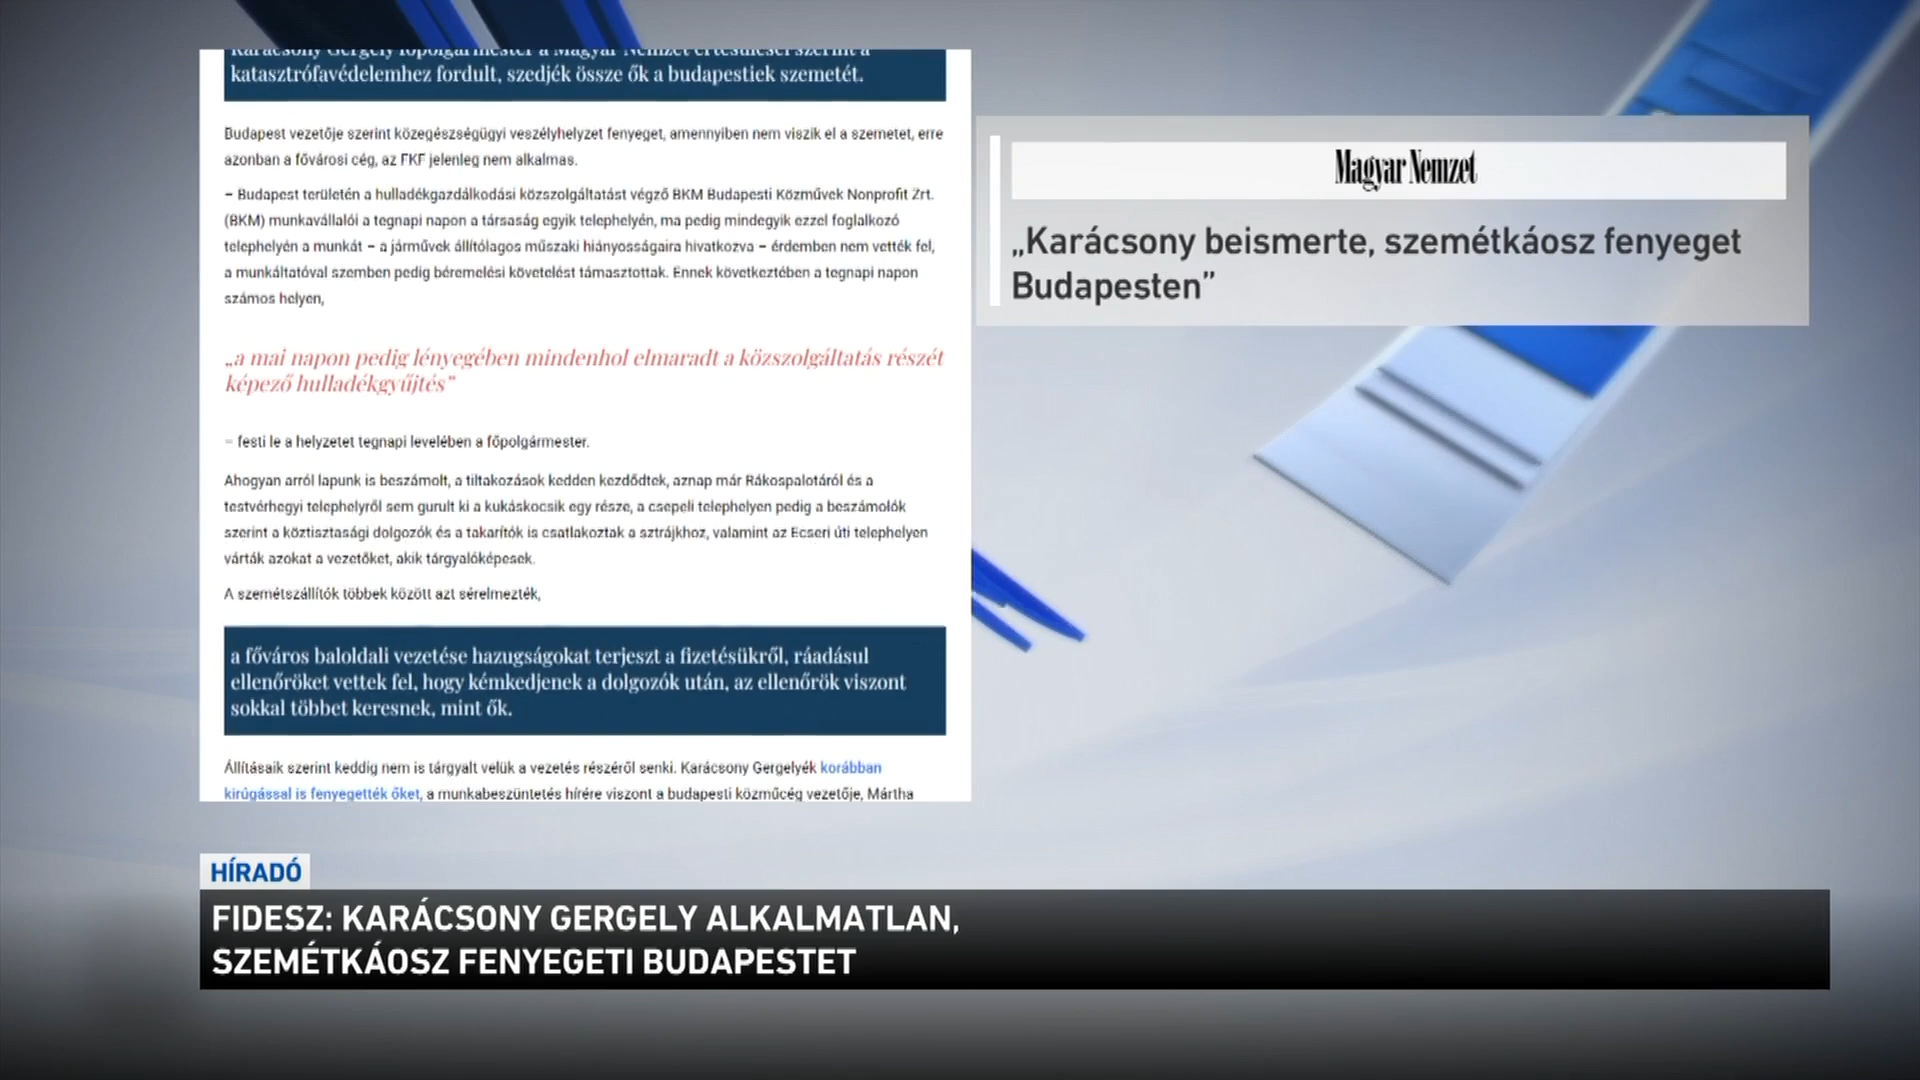 Karácsony Gergely főpolgármester a Magyar Nemzet értesülései szerint a
katasztrófavédelemhez fordult, szedjék össze ők a budapestiek szemetét.
Budapest vezetője szerint közegészségügyi veszélyhelyzet fenyeget, amennyiben nem viszik el a szemetet, erre
azonban a fővárosi cég, az FKF jelenleg nem alkalmas.
– Budapest területén a hulladékgazdálkodási közszolgáltatást végző BKM Budapesti Közművek Nonprofit Zrt.
(BKM) munkavállalói a tegnapi napon a társaság egyik telephelyén, ma pedig mindegyik ezzel foglalkozó
telephelyén a munkát – a járművek állítólagos műszaki hiányosságaira hivatkozva – érdemben nem vették fel,
a munkáltatóval szemben pedig béremelési követelést támasztottak. Ennek következtében a tegnapi napon
számos helyen,
„a mai napon pedig lényegében mindenhol elmaradt a közszolgáltatás részét
képező hulladékgyűjtés”
– festi le a helyzetet tegnapi levelében a főpolgármester.
Ahogyan arról lapunk is beszámolt, a tiltakozások kedden kezdődtek, aznap már Rákospalotáról és a
testvérhegyi telephelyről sem gurult ki a kukáskocsik egy része, a csepeli telephelyen pedig a beszámolók
szerint a köztisztasági dolgozók és a takarítók is csatlakoztak a sztrájkhoz, valamint az Ecseri úti telephelyen
várták azokat a vezetőket, akik tárgyalóképesek.
A szemétszállítók többek között azt sérelmezték,
a főváros baloldali vezetése hazugságokat terjeszt a fizetésükről, ráadásul
ellenőröket vettek fel, hogy kémkedjenek a dolgozók után, az ellenőrök viszont
sokkal többet keresnek, mint ők.
Állításaik szerint keddig nem is tárgyalt velük a vezetés részéről senki. Karácsony Gergelyék korábban
kirúgással is fenyegették őket, a munkabeszüntetés hírére viszont a budapesti közműcég vezetője, Mártha
Magyar Nemzet
„Karácsony beismerte, szemétkáosz fenyeget
Budapesten”
HÍRADÓ
FIDESZ: KARÁCSONY GERGELY ALKALMATLAN,
SZEMÉTKÁOSZ FENYEGETI BUDAPESTET